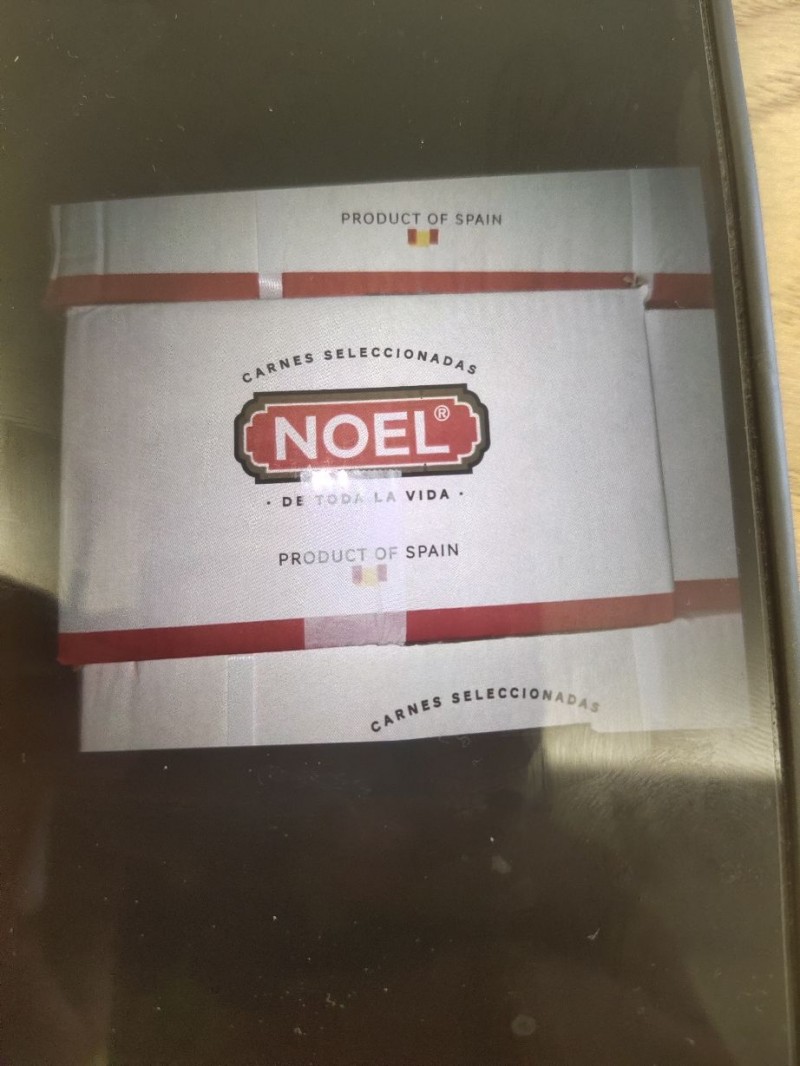 PRODUCT OF SPAIN
CARNES SELECCIONADAS
NOEL®
· DE TODA LA VIDA ·
PRODUCT OF SPAIN
CARNES SELECCIONADAS